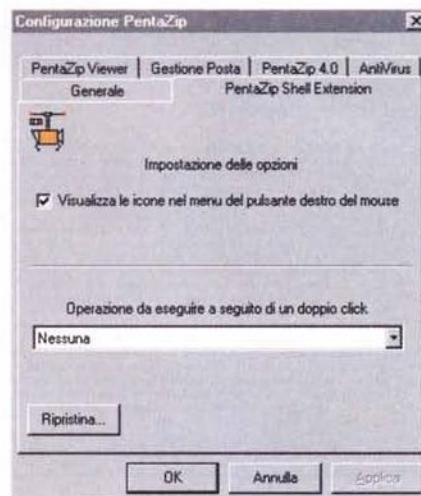 Configurazione PentaZip
PentaZip Viewer Gestione Posta PentaZip 4.0 AntiVirus
Generale PentaZip Shell Extension
Impostazione delle opzioni
Visualizza le icone nel menu del pulsante destro del mouse
Operazione da eseguire a seguito di un doppio click
Nessuna
Ripristina...
OK Annulla Applica